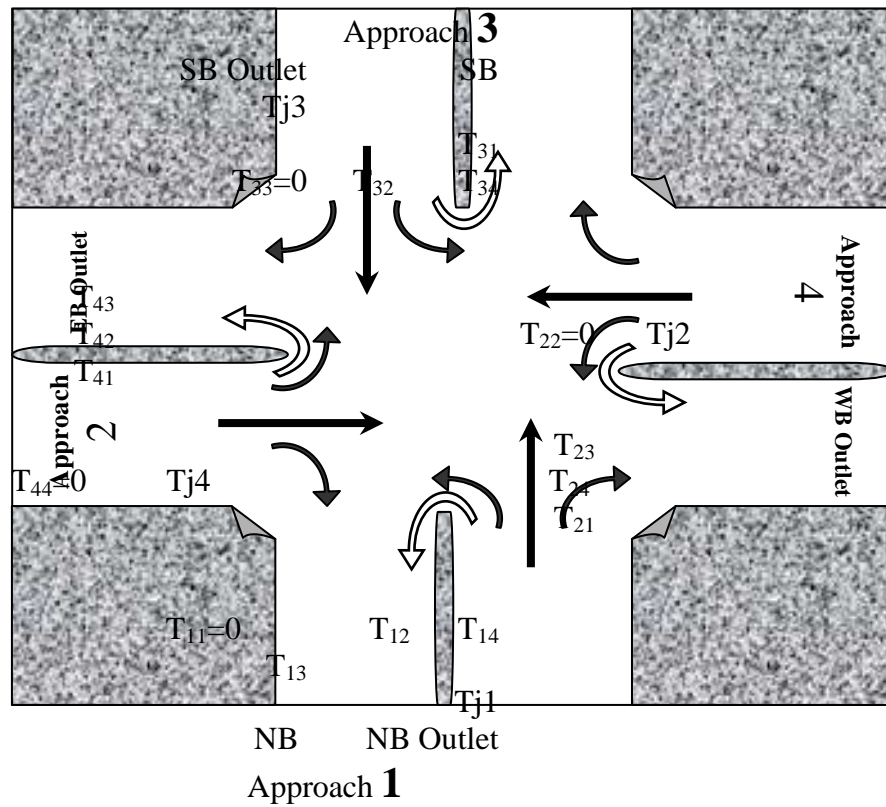 Approach 3
SB Outlet SB
Tj3
T31
T33=0 T32 T34
EB Outlet
T43
T42
T41
Approach
2
T44=0 Tj4
T22=0 Tj2
Approach
4
WB Outlet
T23
T24
T21
T11=0 T12 T14
T13
Tj1
NB NB Outlet
Approach 1